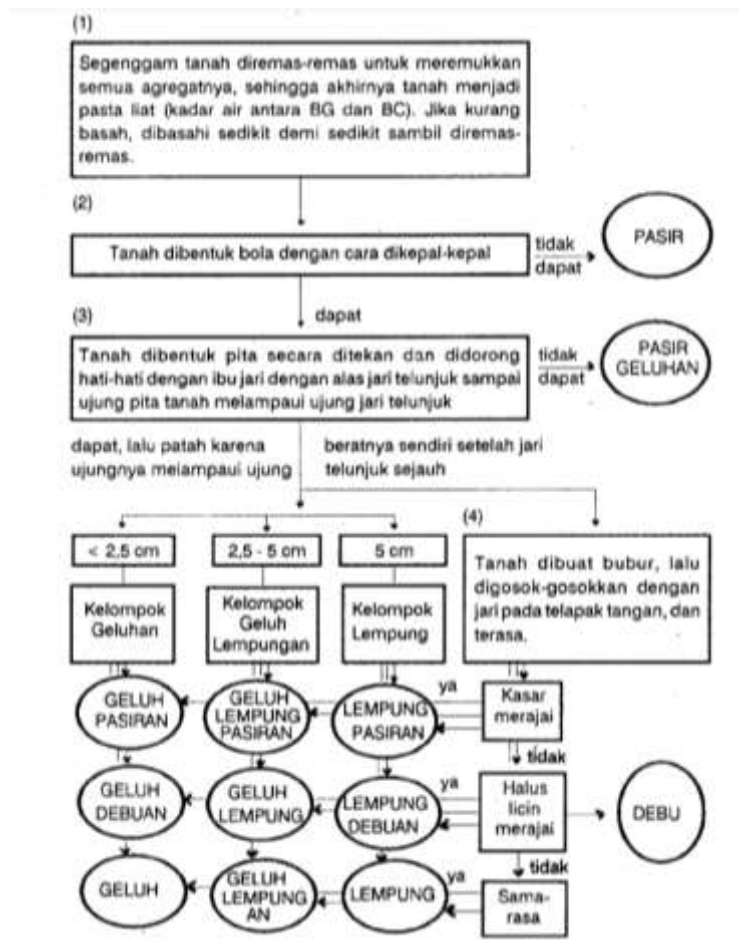 (1)
Segenggam tanah diremas-remas untuk meremukkan
semua agregatnya, sehingga akhirnya tanah menjadi
pasta liat (kadar air antara BG dan BC). Jika kurang
basah, dibasahi sedikit demi sedikit sambil diremas-
remas.
(2)
Tanah dibentuk bola dengan cara dikepal-kepal
tidak
dapat
PASIR
dapat
(3)
Tanah dibentuk pita secara ditekan dan didorong
hati-hati dengan ibu jari dengan alas jari telunjuk sampai
ujung pita tanah melampaui ujung jari telunjuk
tidak
dapat
PASIR
GELUHAN
dapat, lalu patah karena
ujungnya melampaui ujung
beratnya sendiri setelah jari
telunjuk sejauh
< 2,5 cm
2,5 - 5 cm
5 cm
(4)
Tanah dibuat bubur, lalu
digosok-gosokkan dengan
jari pada telapak tangan, dan
terasa.
Kelompok
Geluhan
Kelompok
Geluh
Lempungan
Kelompok
Lempung
GELUH
PASIRAN
GELUH
LEMPUNG
PASIRAN
LEMPUNG
PASIRAN
ya
Kasar
merajai
tidak
GELUH
DEBUAN
GELUH
LEMPUNG
LEMPUNG
DEBUAN
ya
Halus
licin
merajai
DEBU
tidak
GELUH
GELUH
LEMPUNG
AN
LEMPUNG
ya
Sama-
rasa